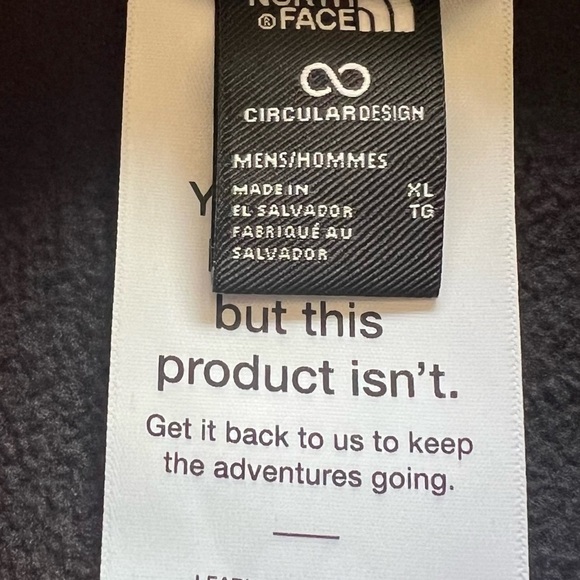 NORTH
® FACE
CIRCULARDESIGN
MENS/HOMMES
MADE IN XL
EL SALVADOR TG
FABRIQUÉ AU
SALVADOR
but this
product isn't.
Get it back to us to keep
the adventures going.